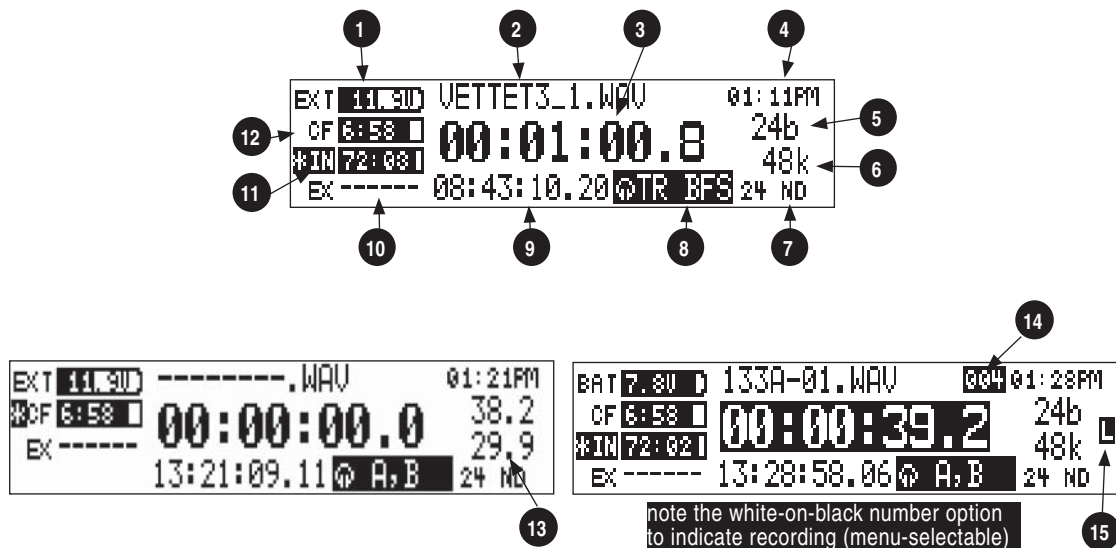 1 2 3 4
EXT 11.9V VETTET3_1.WAV 01:11PM
12 CF 6:58 00:01:00.8 24b 5
*IN 72:08 48k 6
11 EX ------ 08:43:10.20 TR BFS 24 ND
10 9 8 7
14
EXT 11.9V --------.WAV 01:21PM
*CF 6:58 00:00:00.0 38.2
EX ------ 29.9
13:21:09.11 A,B 24 ND
13
BAT 7.8V 133A-01.WAV 004 01:28PM
CF 6:58 00:00:39.2 24b L
*IN 72:02 48k
EX ------ 13:28:58.06 A,B 24 ND
15
note the white-on-black number option
to indicate recording (menu-selectable)